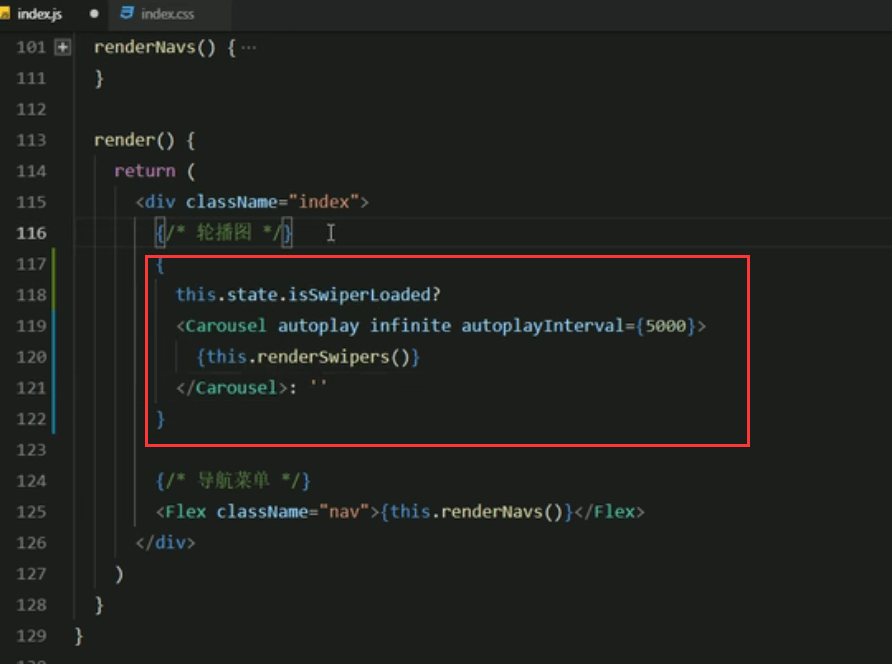 index.js
index.css
101 renderNavs() { ···
111 }
112
113 render() {
114 return (
115 <div className="index">
116 {/* 轮播图 */}
117 {
118 this.state.isSwiperLoaded?
119 <Carousel autoplay infinite autoplayInterval={5000}>
120 {this.renderSwipers()}
121 </Carousel>: ''
122 }
123
124 {/* 导航菜单 */}
125 <Flex className="nav">{this.renderNavs()}</Flex>
126 </div>
127 )
128 }
129 }